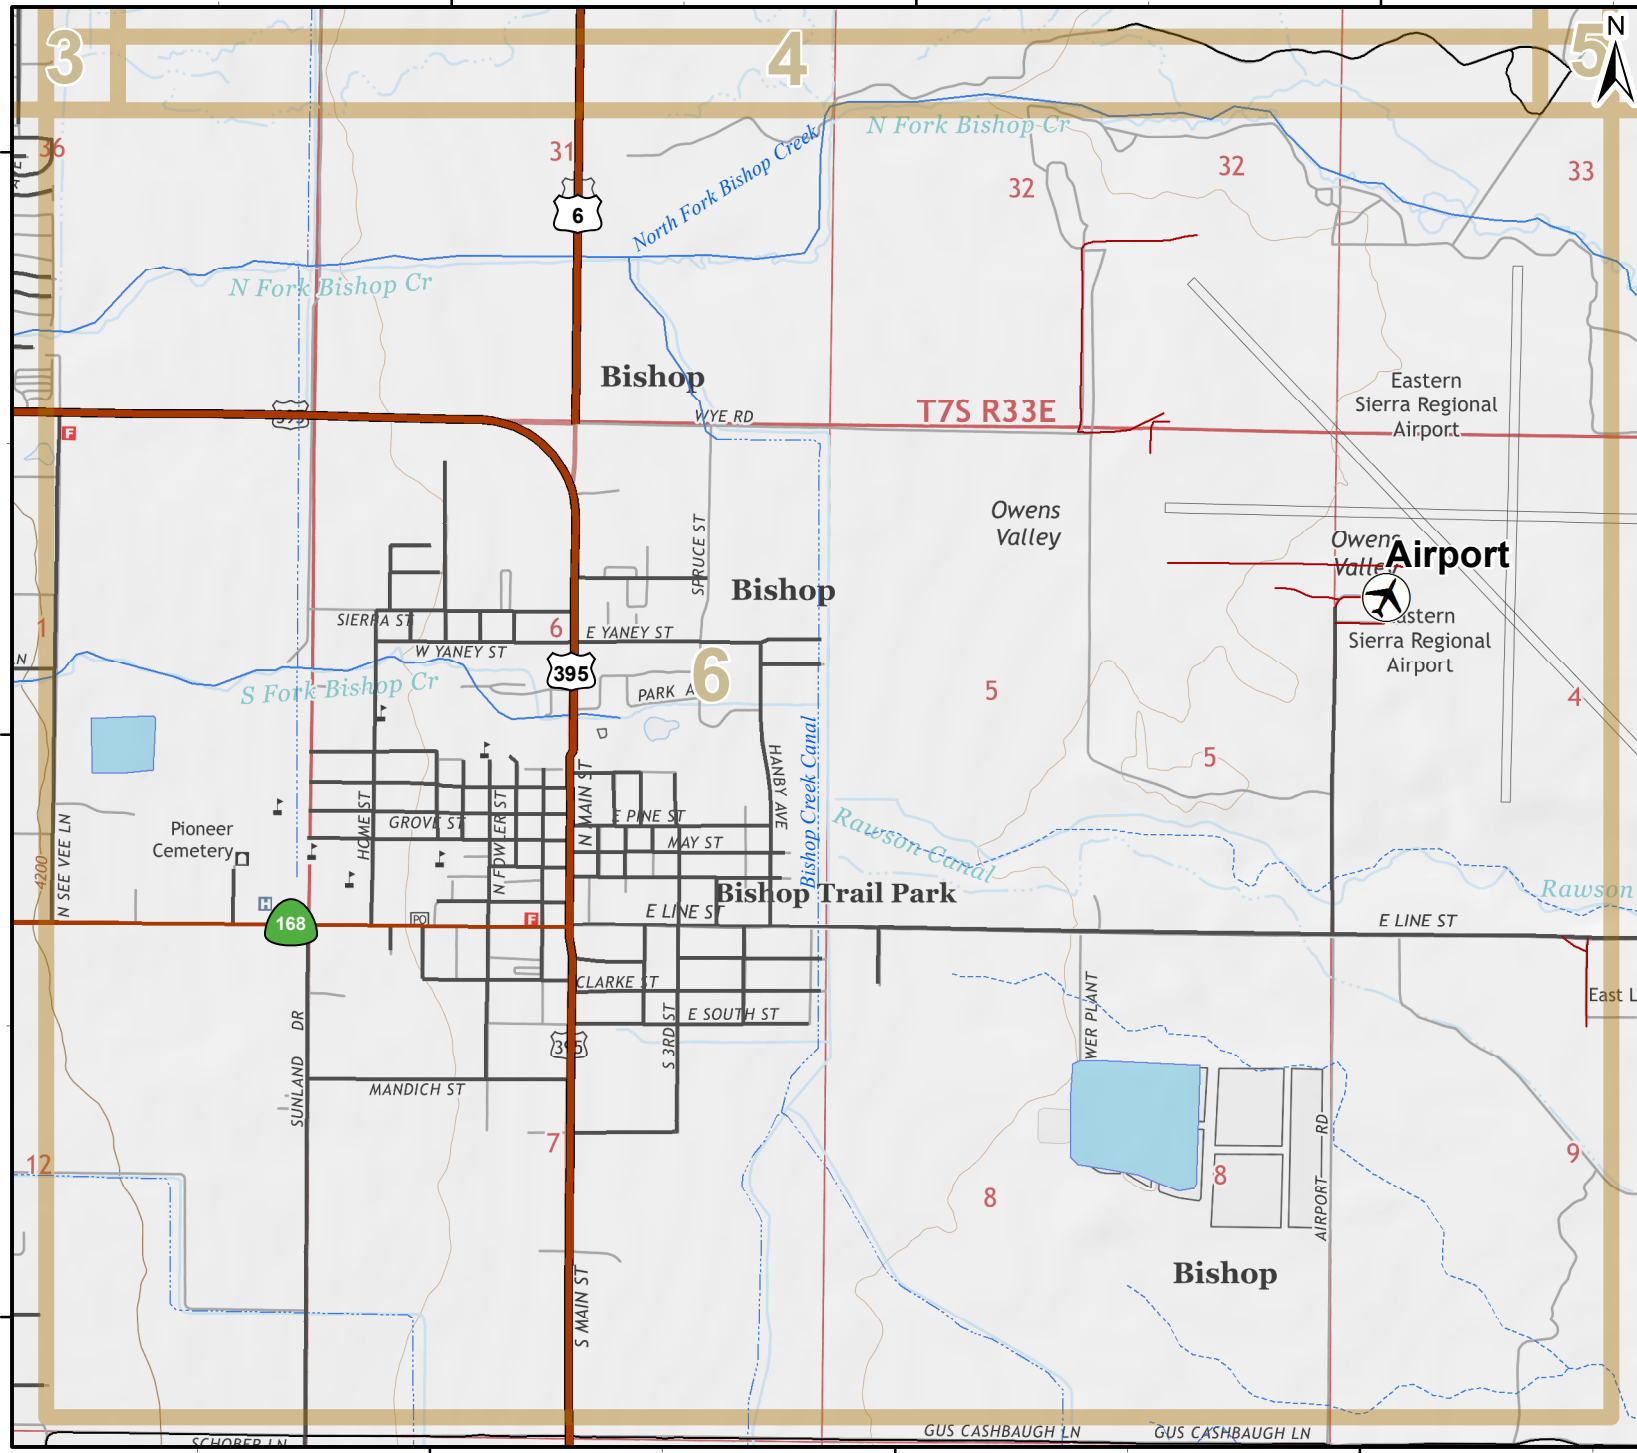 3
4
5
N
36
31
N Fork Bishop Cr
32
32
33
6
North Fork Bishop Creek
N Fork Bishop Cr
Bishop
395
WYE RD
T7S R33E
Eastern
Sierra Regional
Airport
F
Owens
Valley
SPRUCE ST
Owens
Valley
Airport
Bishop
Eastern
Sierra Regional
Airport
1
SIERRA ST
6
E YANEY ST
W YANEY ST
395
6
PARK A
S Fork Bishop Cr
5
4
5
N MAIN ST
HANBY AVE
Bishop Creek Canal
HOME ST
GROVE ST
N FOWLER ST
E PINE ST
MAY ST
Rawson Canal
Pioneer
Cemetery
4200
N SEE VEE LN
Bishop Trail Park
Rawson
H
168
PO
F
E LINE ST
E LINE ST
CLARKE ST
E SOUTH ST
S 3RD ST
WER PLANT
East L
SUNLAND DR
395
MANDICH ST
7
12
8
8
9
AIRPORT RD
Bishop
S MAIN ST
SCHOBER LN
GUS CASHBAUGH LN
GUS CASHBAUGH LN